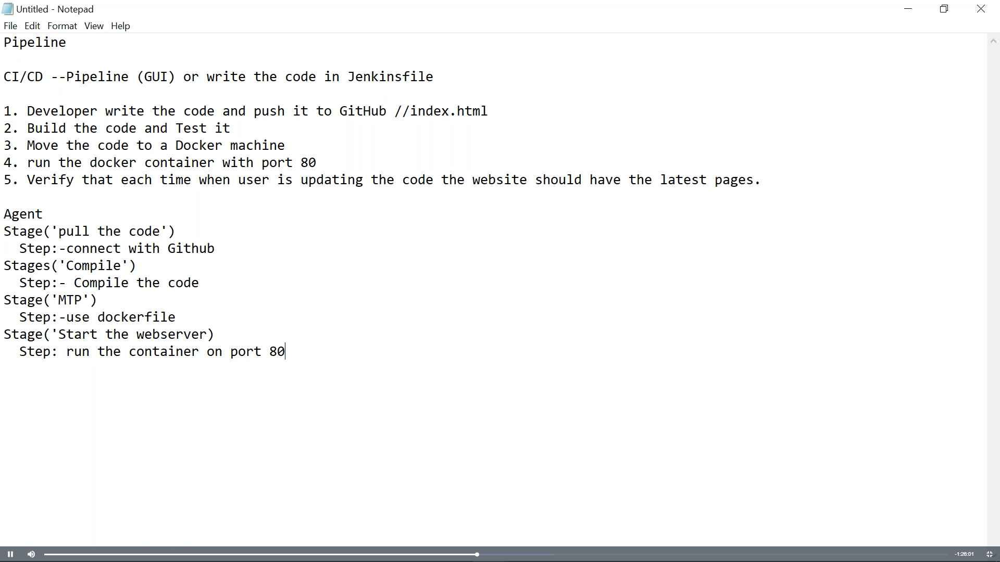 Untitled - Notepad
File Edit Format View Help
Pipeline
CI/CD --Pipeline (GUI) or write the code in Jenkinsfile
1. Developer write the code and push it to GitHub //index.html
2. Build the code and Test it
3. Move the code to a Docker machine
4. run the docker container with port 80
5. Verify that each time when user is updating the code the website should have the latest pages.
Agent
Stage('pull the code')
  Step:-connect with Github
Stages('Compile')
  Step:- Compile the code
Stage('MTP')
  Step:-use dockerfile
Stage('Start the webserver)
  Step: run the container on port 80
-1:26:01